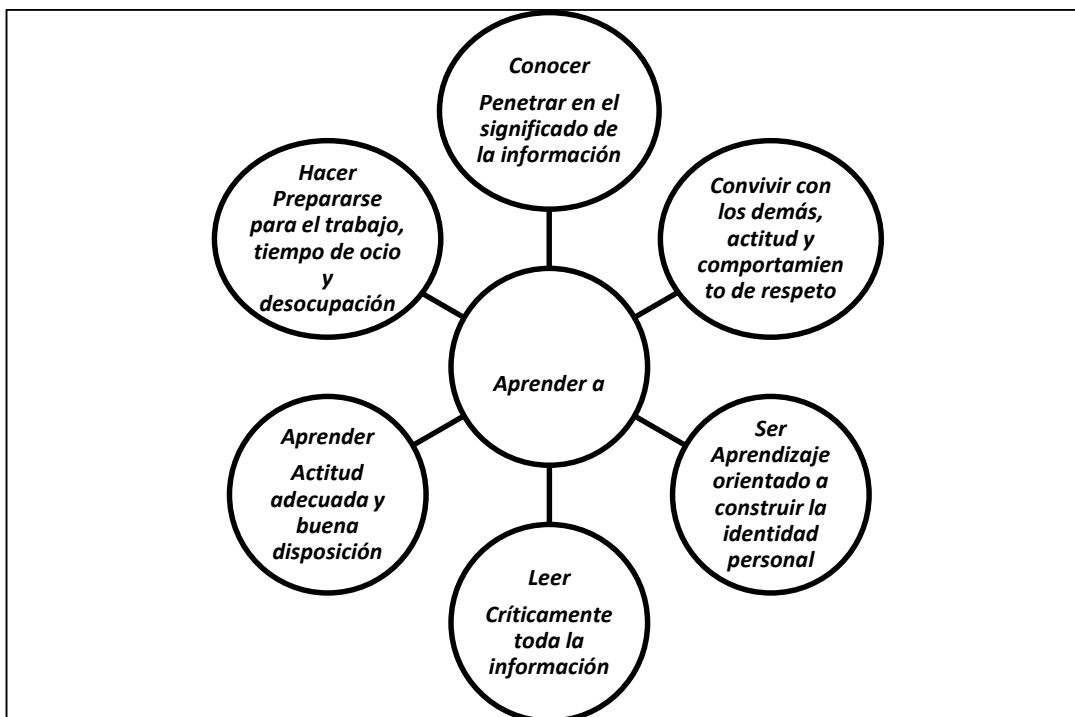 Conocer
Penetrar en el
significado de
la información
Convivir con
los demás,
actitud y
comportamien
to de respeto
Ser
Aprendizaje
orientado a
construir la
identidad
personal
Leer
Críticamente
toda la
información
Aprender
Actitud
adecuada y
buena
disposición
Hacer
Prepararse
para el trabajo,
tiempo de ocio
y
desocupación
Aprender a